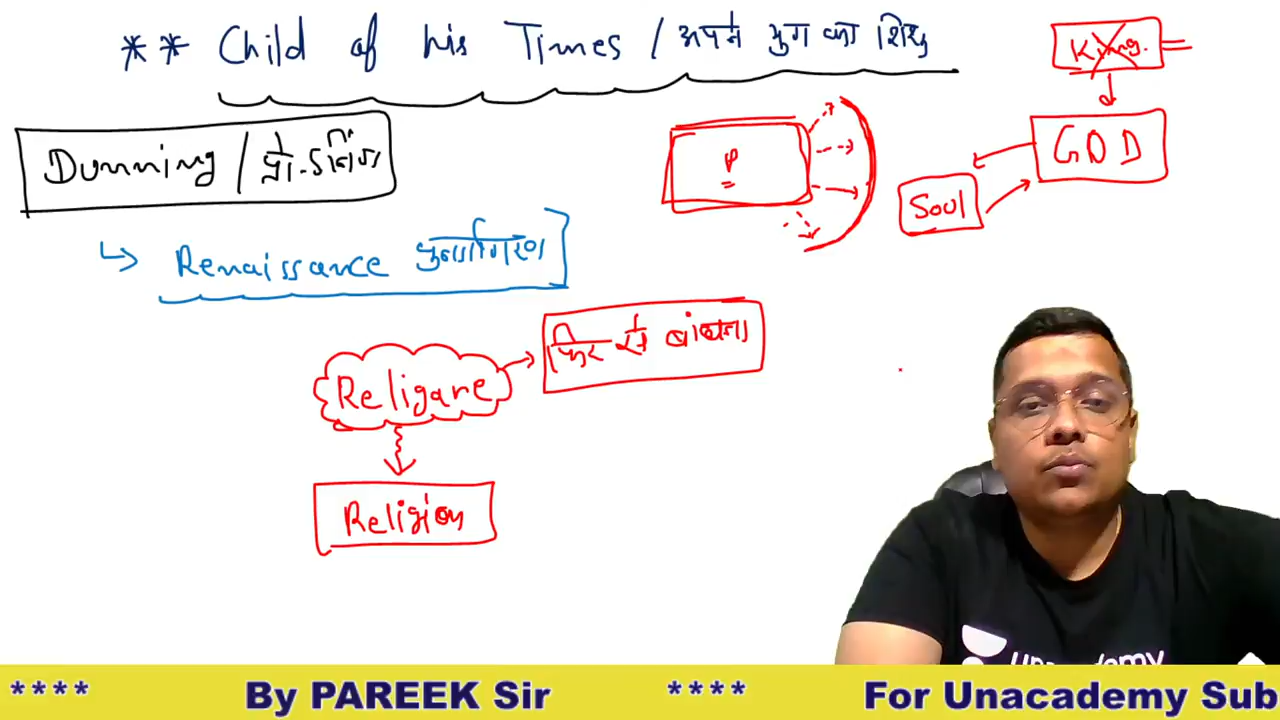 ** Child of his Times / अपने युग का शिशु
King.
GOD
Soul
P
Dunning / प्रो. डनिंग
↳ Renaissance पुनर्जागरण
Religare
फिर से बांधना
Religion
unacademy
**** By PAREEK Sir **** For Unacademy Sub